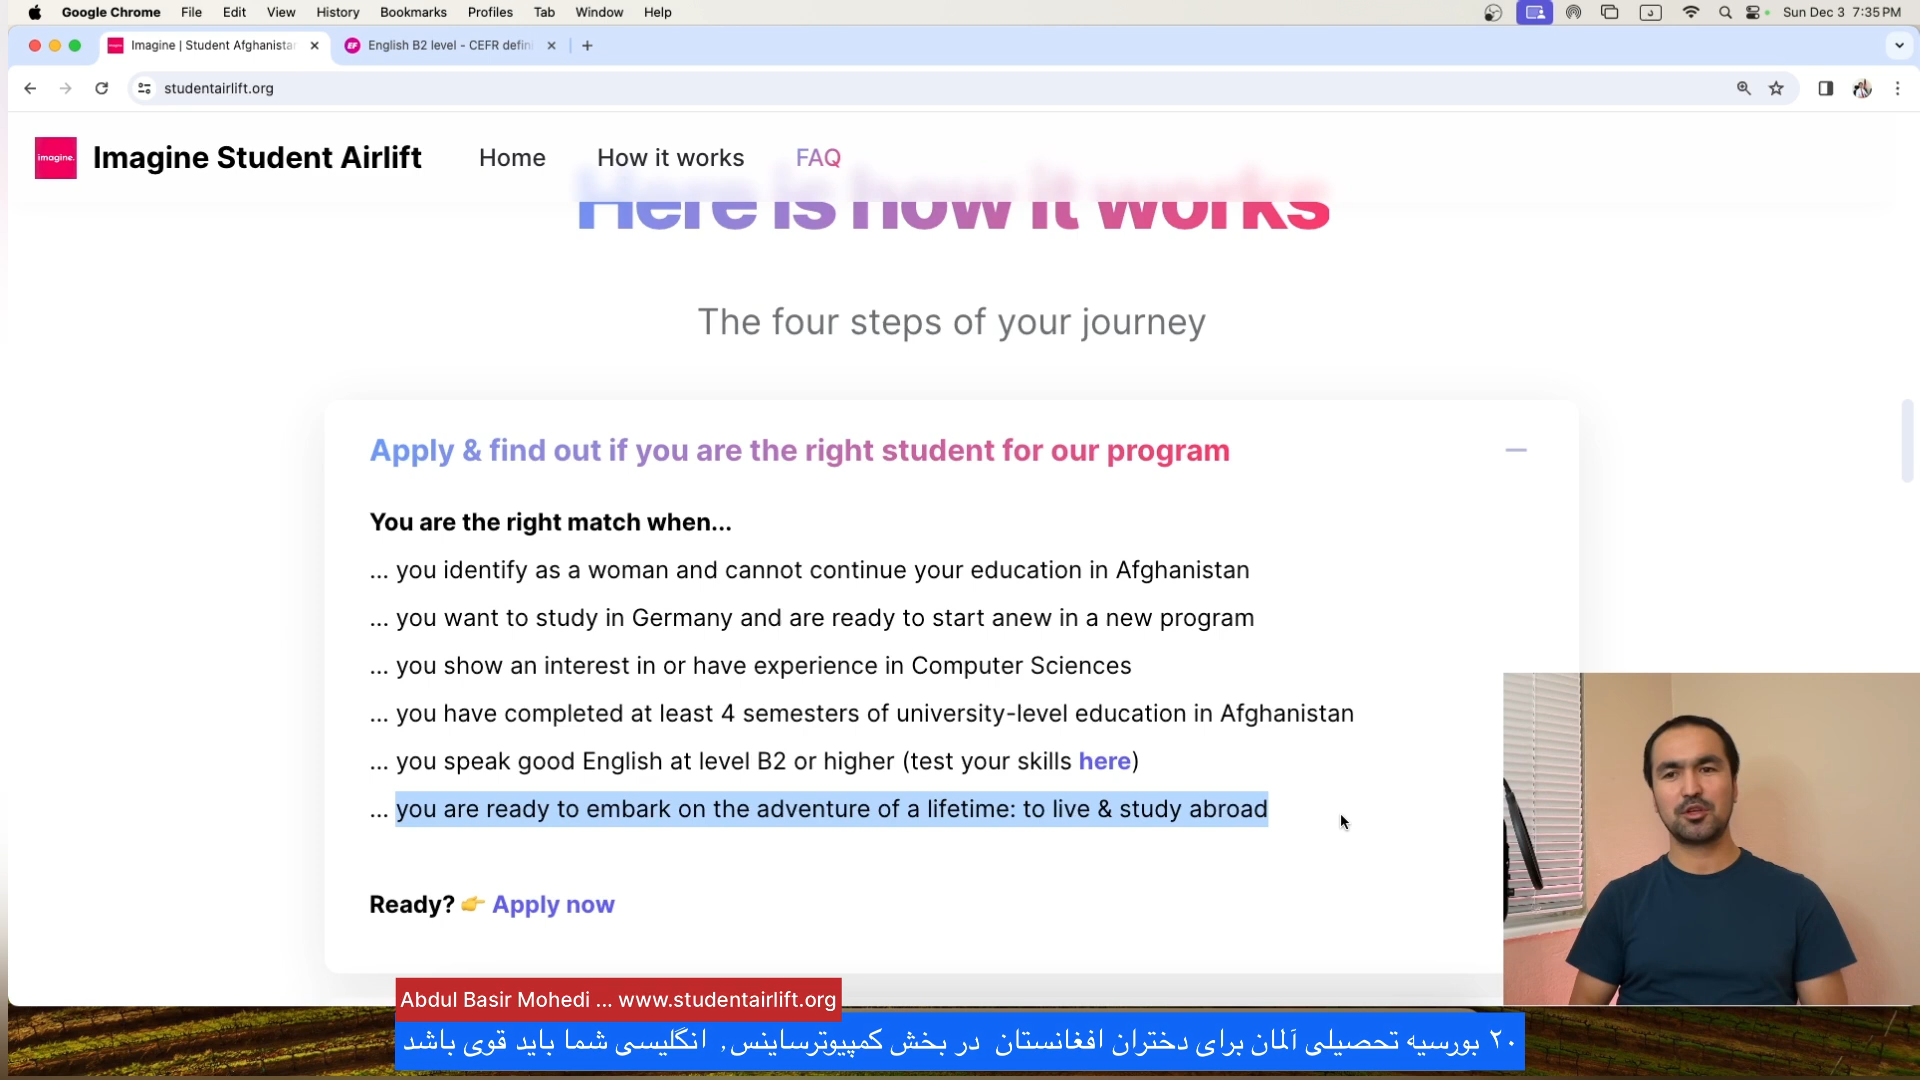 Google Chrome File Edit View History Bookmarks Profiles Tab Window Help Sun Dec 3 7:35 PM
Imagine | Student Afghanistan English B2 level - CEFR defin
studentairlift.org
imagine. Imagine Student Airlift Home How it works FAQ
Here is how it works
The four steps of your journey
Apply & find out if you are the right student for our program
You are the right match when...
... you identify as a woman and cannot continue your education in Afghanistan
... you want to study in Germany and are ready to start anew in a new program
... you show an interest in or have experience in Computer Sciences
... you have completed at least 4 semesters of university-level education in Afghanistan
... you speak good English at level B2 or higher (test your skills here)
... you are ready to embark on the adventure of a lifetime: to live & study abroad
Ready? 👉 Apply now
Abdul Basir Mohedi ... www.studentairlift.org
۲۰ بورسیه تحصیلی آلمان برای دختران افغانستان در بخش کمپیوترساینس, انگلیسی شما باید قوی باشد